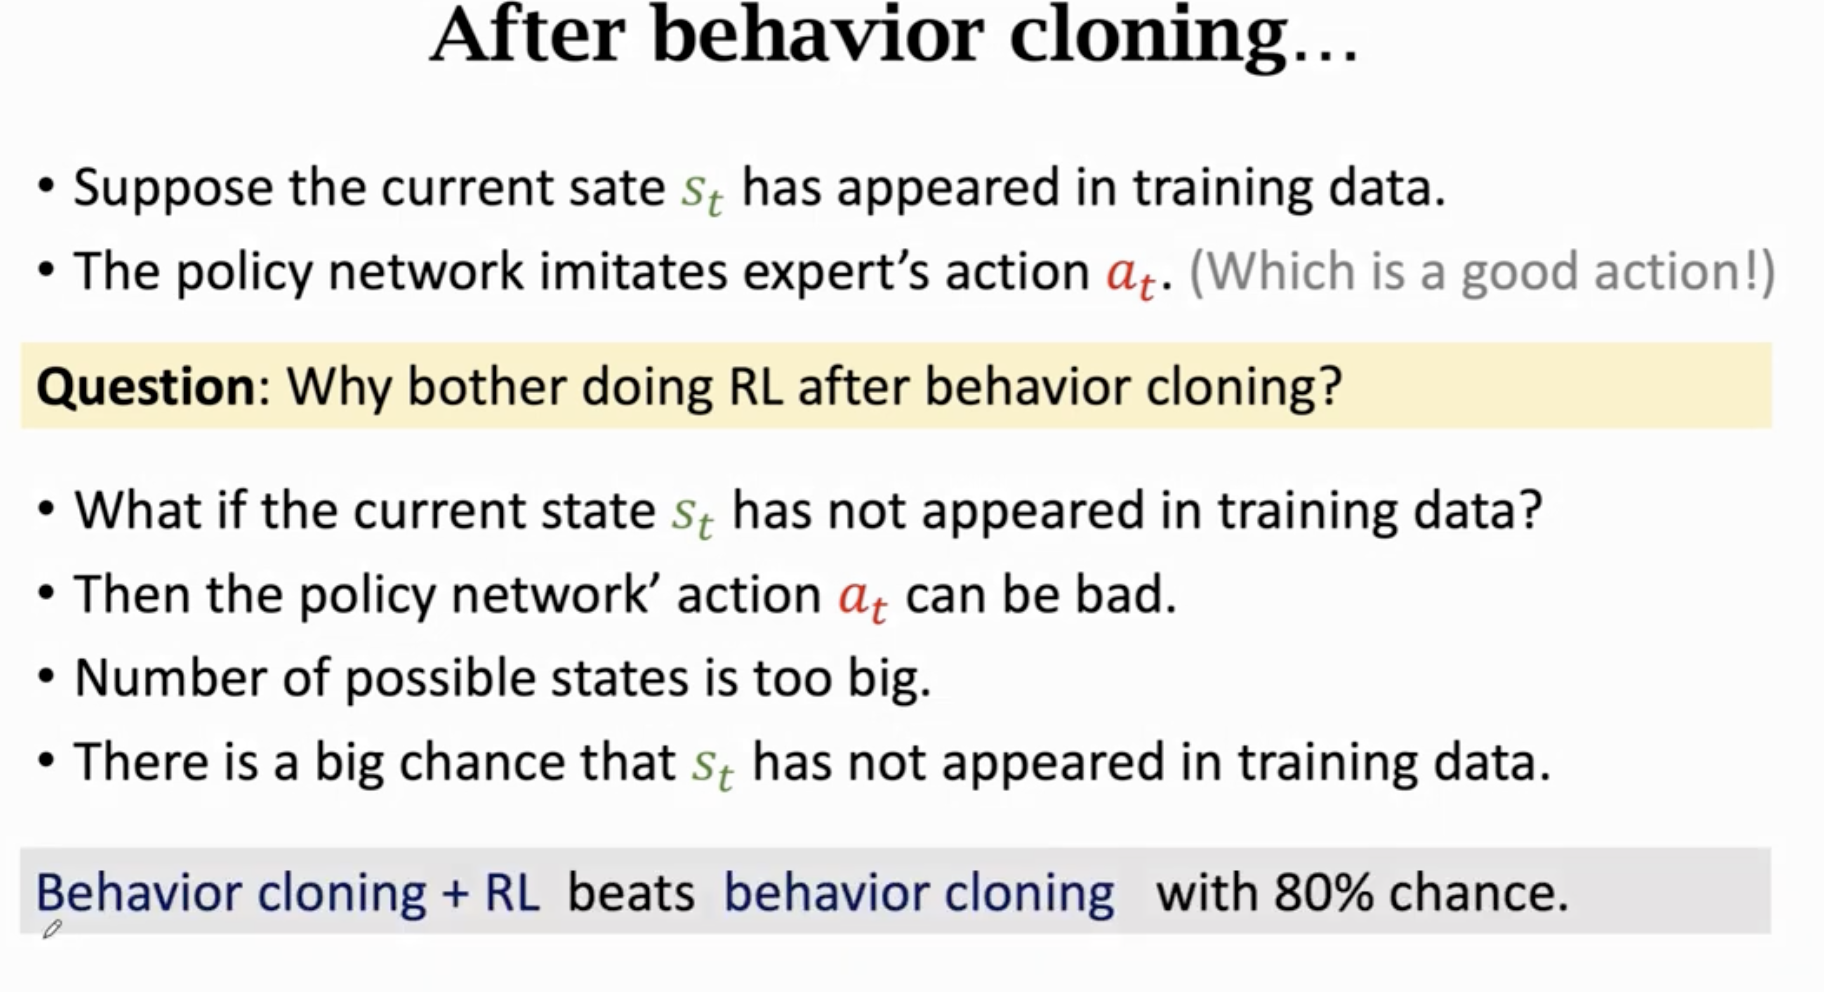 After behavior cloning…
• Suppose the current sate s_t has appeared in training data.
• The policy network imitates expert’s action a_t. (Which is a good action!)
Question: Why bother doing RL after behavior cloning?
• What if the current state s_t has not appeared in training data?
• Then the policy network’ action a_t can be bad.
• Number of possible states is too big.
• There is a big chance that s_t has not appeared in training data.
Behavior cloning + RL beats behavior cloning with 80% chance.